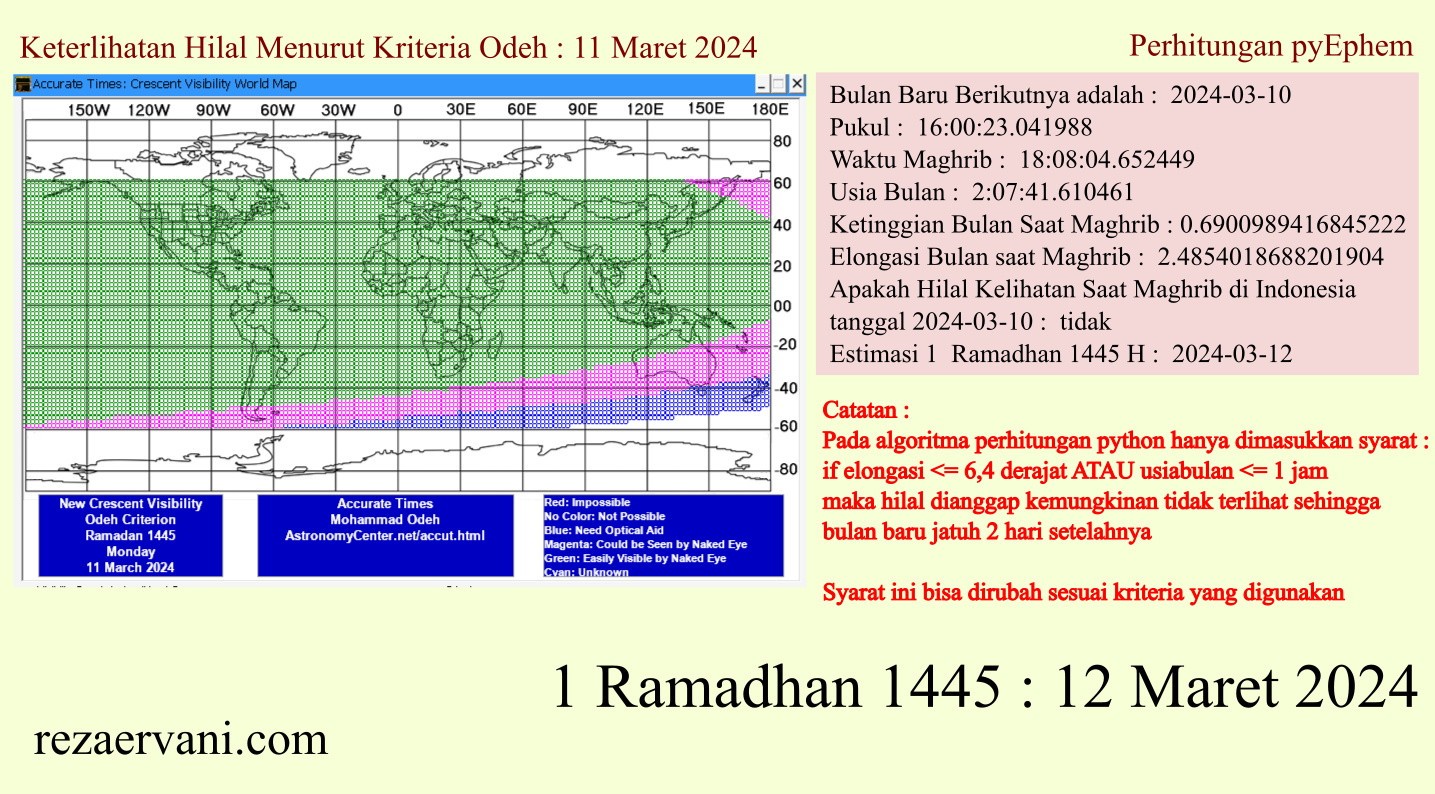 Keterlihatan Hilal Menurut Kriteria Odeh : 11 Maret 2024
Accurate Times: Crescent Visibility World Map
150W 120W 90W 60W 30W 0 30E 60E 90E 120E 150E 180E
80
60
40
20
00
-20
-40
-60
-80
New Crescent Visibility
Odeh Criterion
Ramadan 1445
Monday
11 March 2024
Accurate Times
Mohammad Odeh
AstronomyCenter.net/accut.html
Red: Impossible
No Color: Not Possible
Blue: Need Optical Aid
Magenta: Could be Seen by Naked Eye
Green: Easily Visible by Naked Eye
Cyan: Unknown
Perhitungan pyEphem
Bulan Baru Berikutnya adalah : 2024-03-10
Pukul : 16:00:23.041988
Waktu Maghrib : 18:08:04.652449
Usia Bulan : 2:07:41.610461
Ketinggian Bulan Saat Maghrib : 0.6900989416845222
Elongasi Bulan saat Maghrib : 2.4854018688201904
Apakah Hilal Kelihatan Saat Maghrib di Indonesia
tanggal 2024-03-10 : tidak
Estimasi 1 Ramadhan 1445 H : 2024-03-12
Catatan :
Pada algoritma perhitungan python hanya dimasukkan syarat :
if elongasi <= 6,4 derajat ATAU usiabulan <= 1 jam
maka hilal dianggap kemungkinan tidak terlihat sehingga
bulan baru jatuh 2 hari setelahnya
Syarat ini bisa dirubah sesuai kriteria yang digunakan
1 Ramadhan 1445 : 12 Maret 2024
rezaervani.com